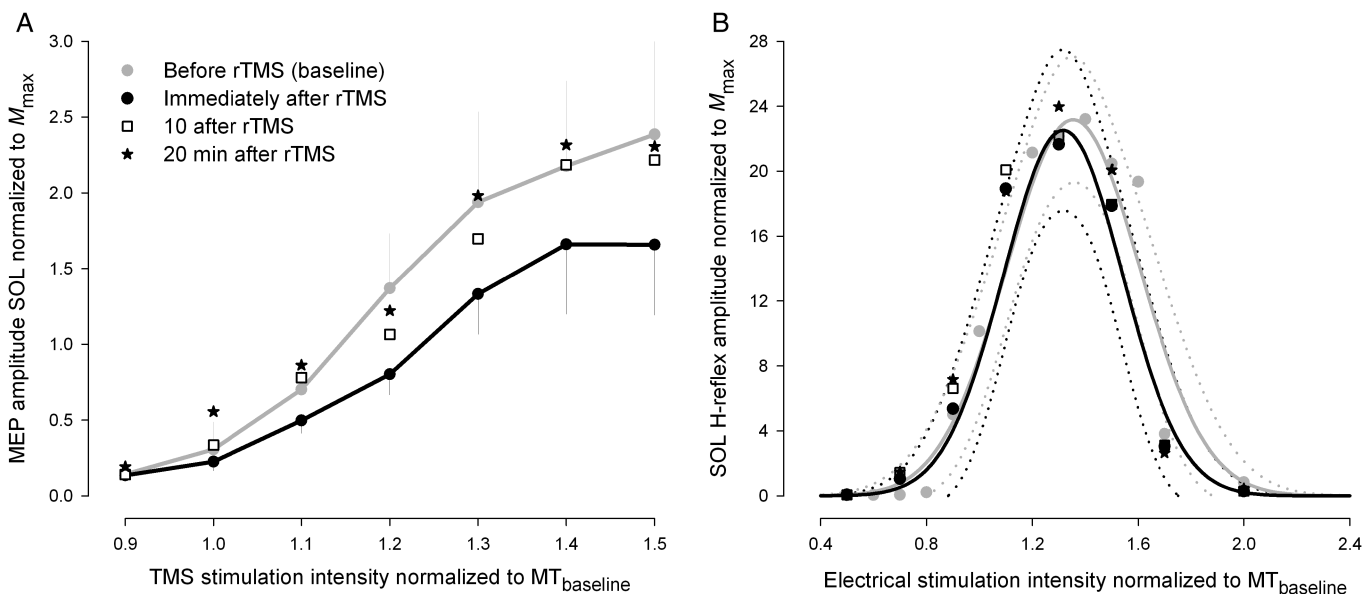 A
B
MEP amplitude SOL normalized to Mmax
3.0
2.5
2.0
1.5
1.0
0.5
0.0
Before rTMS (baseline)
Immediately after rTMS
10 after rTMS
20 min after rTMS
0.9 1.0 1.1 1.2 1.3 1.4 1.5
TMS stimulation intensity normalized to MTbaseline
SOL H-reflex amplitude normalized to Mmax
28
24
20
16
12
8
4
0
0.4 0.8 1.2 1.6 2.0 2.4
Electrical stimulation intensity normalized to MTbaseline